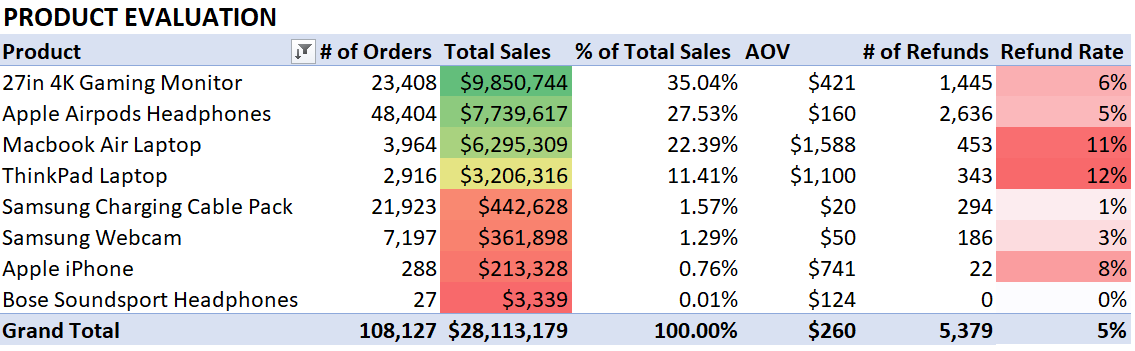 PRODUCT EVALUATION
Product # of Orders Total Sales % of Total Sales AOV # of Refunds Refund Rate
27in 4K Gaming Monitor 23,408 $9,850,744 35.04% $421 1,445 6%
Apple Airpods Headphones 48,404 $7,739,617 27.53% $160 2,636 5%
Macbook Air Laptop 3,964 $6,295,309 22.39% $1,588 453 11%
ThinkPad Laptop 2,916 $3,206,316 11.41% $1,100 343 12%
Samsung Charging Cable Pack 21,923 $442,628 1.57% $20 294 1%
Samsung Webcam 7,197 $361,898 1.29% $50 186 3%
Apple iPhone 288 $213,328 0.76% $741 22 8%
Bose Soundsport Headphones 27 $3,339 0.01% $124 0 0%
Grand Total 108,127 $28,113,179 100.00% $260 5,379 5%